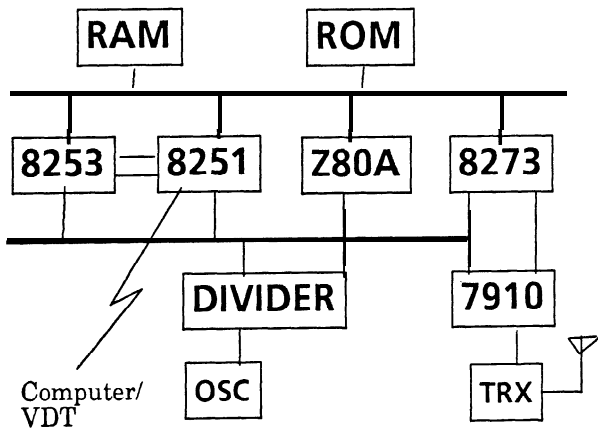 RAM ROM
8253 8251 Z80A 8273
DIVIDER 7910
OSC TRX
Computer/
VDT